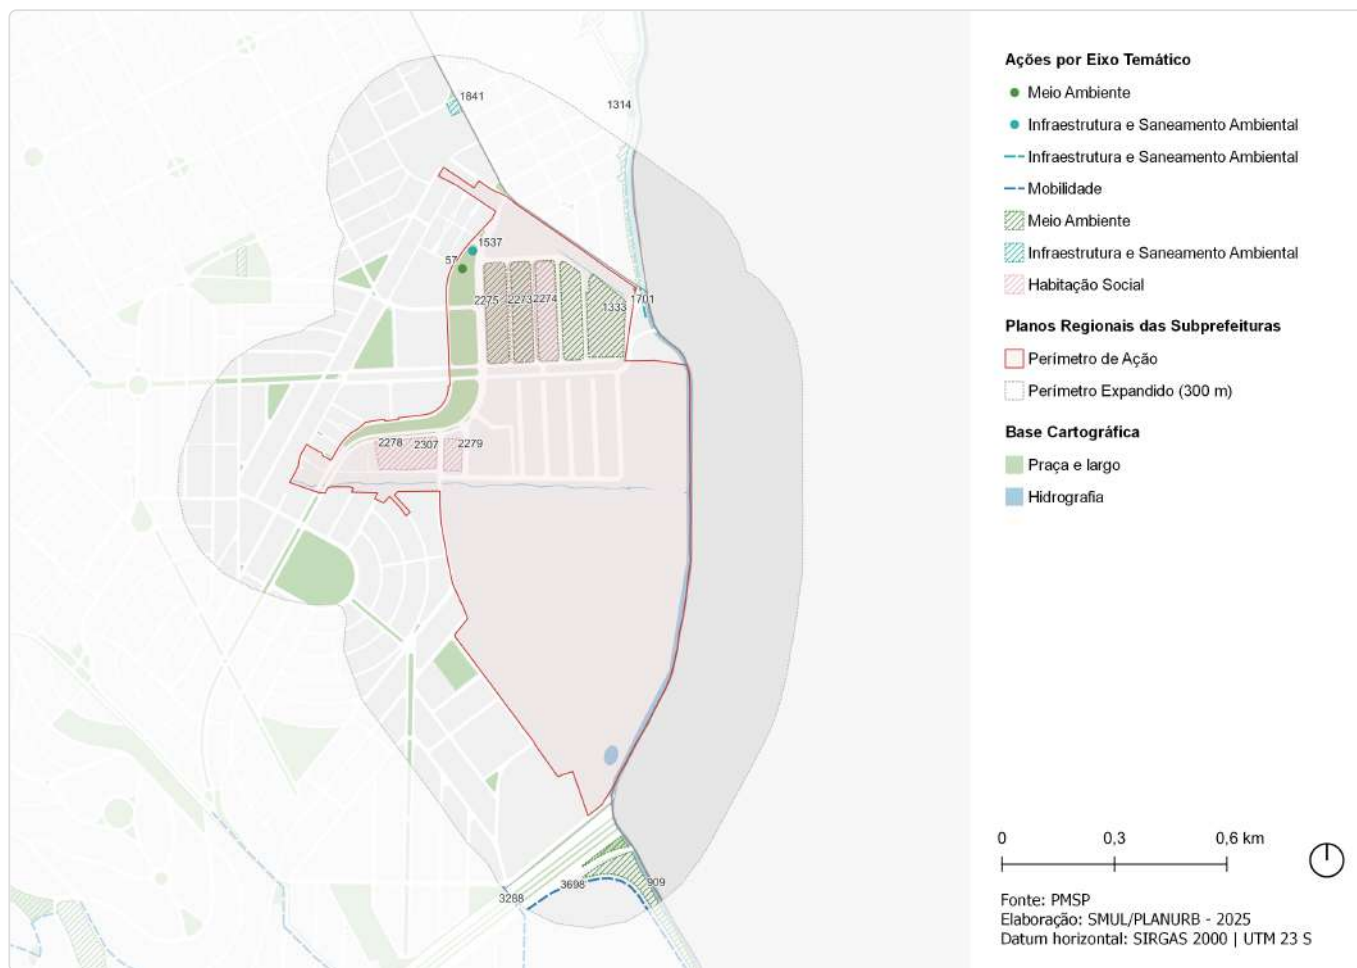 1841
1314
1537
57
2275
2273
2274
1333
1701
2278
2307
2279
3288
3698
909
Ações por Eixo Temático
Meio Ambiente
Infraestrutura e Saneamento Ambiental
Infraestrutura e Saneamento Ambiental
Mobilidade
Meio Ambiente
Infraestrutura e Saneamento Ambiental
Habitação Social
Planos Regionais das Subprefeituras
Perímetro de Ação
Perímetro Expandido (300 m)
Base Cartográfica
Praça e largo
Hidrografia
0 0,3 0,6 km
Fonte: PMSP
Elaboração: SMUL/PLANURB - 2025
Datum horizontal: SIRGAS 2000 | UTM 23 S